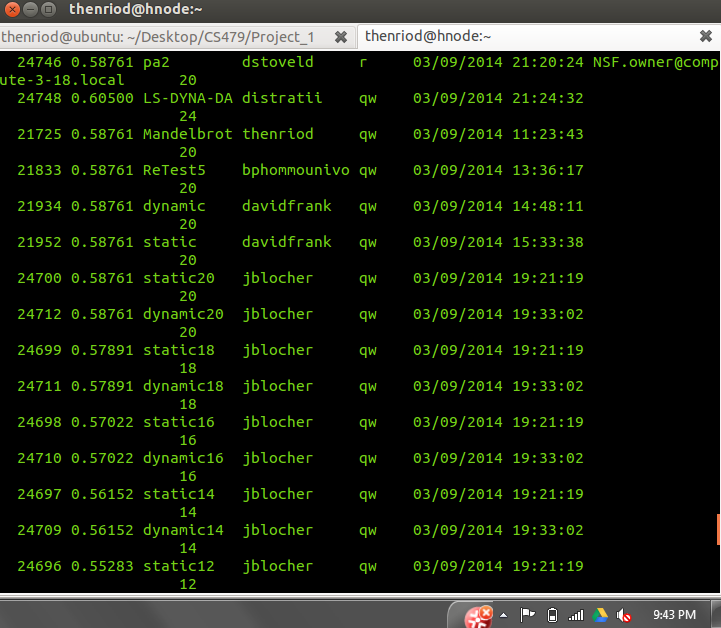 thenriod@hnode:~
thenriod@ubuntu: ~/Desktop/CS479/Project_1 thenriod@hnode:~
24746 0.58761 pa2 dstoveld r 03/09/2014 21:20:24 NSF.owner@comp
ute-3-18.local 20
24748 0.60500 LS-DYNA-DA distratii qw 03/09/2014 21:24:32
24
21725 0.58761 Mandelbrot thenriod qw 03/09/2014 11:23:43
20
21833 0.58761 ReTest5 bphommounivo qw 03/09/2014 13:36:17
20
21934 0.58761 dynamic davidfrank qw 03/09/2014 14:48:11
20
21952 0.58761 static davidfrank qw 03/09/2014 15:33:38
20
24700 0.58761 static20 jblocher qw 03/09/2014 19:21:19
20
24712 0.58761 dynamic20 jblocher qw 03/09/2014 19:33:02
20
24699 0.57891 static18 jblocher qw 03/09/2014 19:21:19
18
24711 0.57891 dynamic18 jblocher qw 03/09/2014 19:33:02
18
24698 0.57022 static16 jblocher qw 03/09/2014 19:21:19
16
24710 0.57022 dynamic16 jblocher qw 03/09/2014 19:33:02
16
24697 0.56152 static14 jblocher qw 03/09/2014 19:21:19
14
24709 0.56152 dynamic14 jblocher qw 03/09/2014 19:33:02
14
24696 0.55283 static12 jblocher qw 03/09/2014 19:21:19
12
9:43 PM